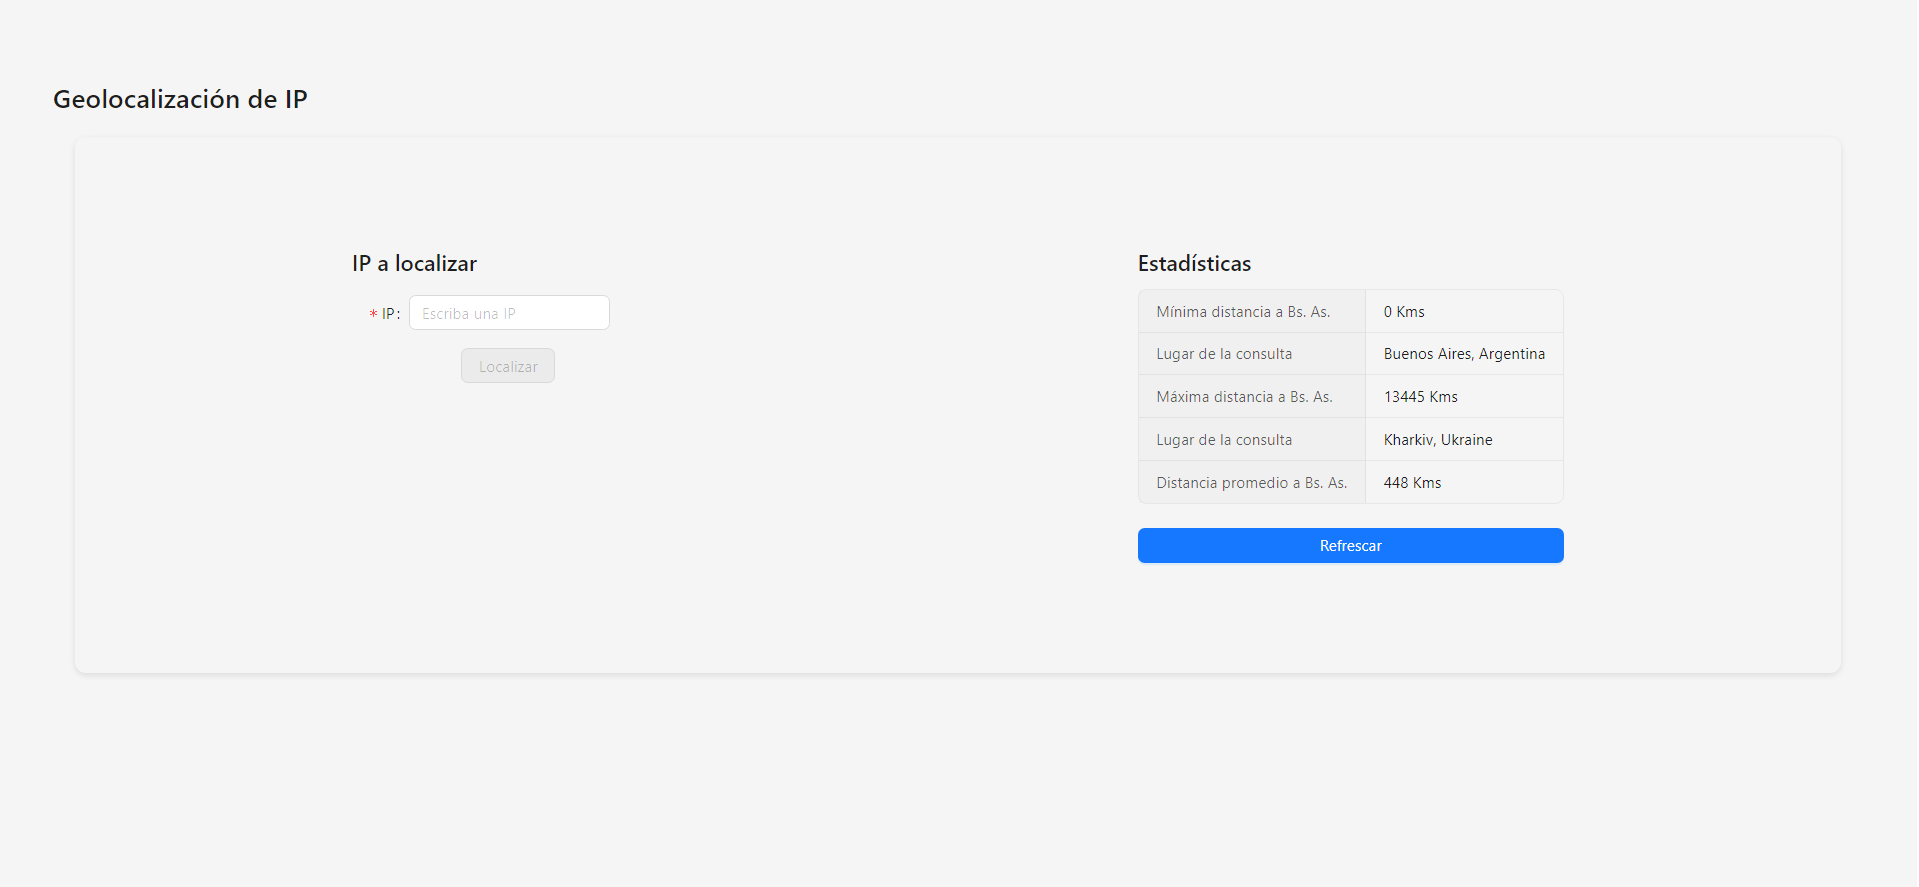 Geolocalización de IP
IP a localizar
* IP:
Escriba una IP
Localizar
Estadísticas
Mínima distancia a Bs. As. 0 Kms
Lugar de la consulta Buenos Aires, Argentina
Máxima distancia a Bs. As. 13445 Kms
Lugar de la consulta Kharkiv, Ukraine
Distancia promedio a Bs. As. 448 Kms
Refrescar